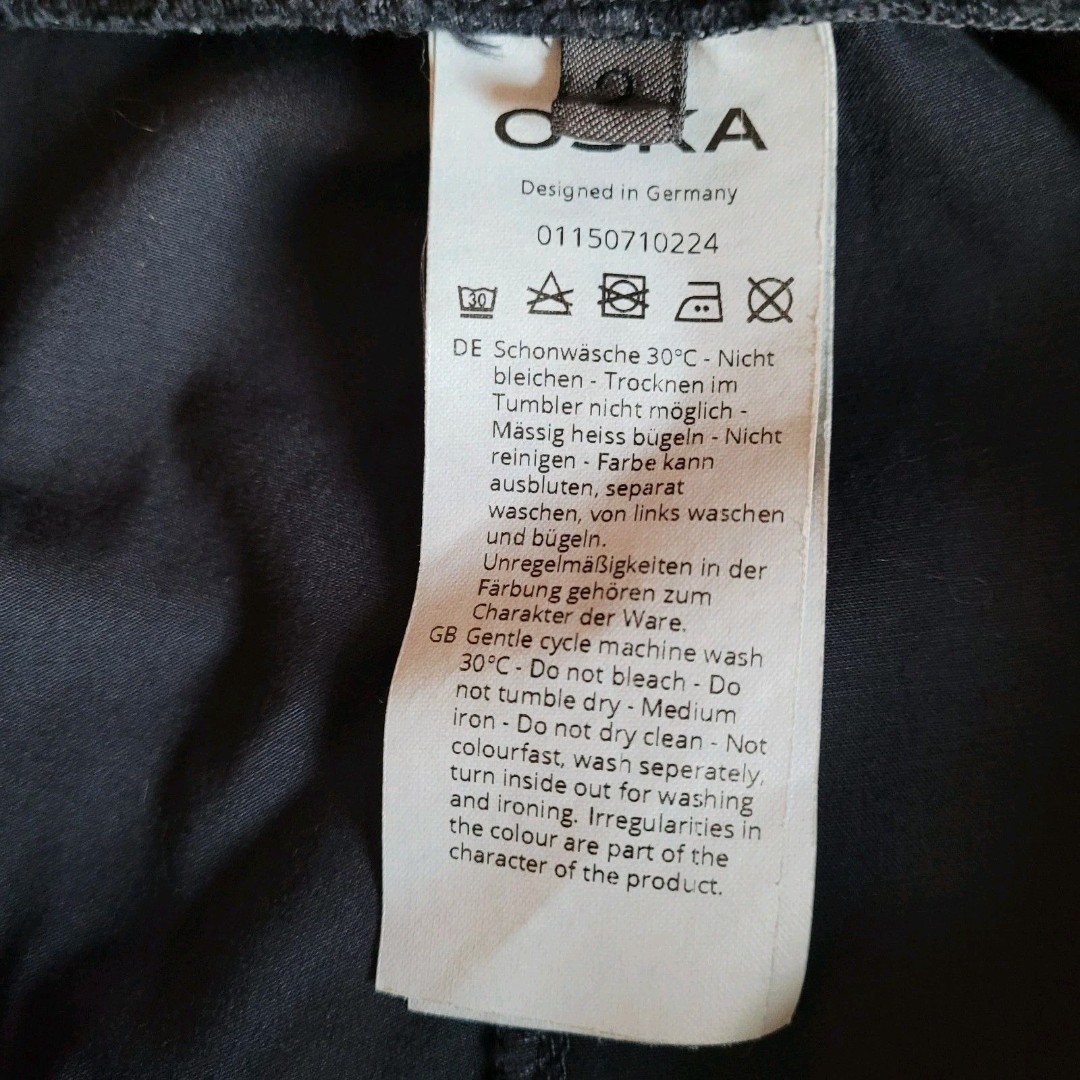 OSKA
Designed in Germany
01150710224
30
DE Schonwäsche 30°C - Nicht
bleichen - Trocknen im
Tumbler nicht möglich -
Mässig heiss bügeln - Nicht
reinigen - Farbe kann
ausbluten, separat
waschen, von links waschen
und bügeln.
Unregelmäßigkeiten in der
Färbung gehören zum
Charakter der Ware.
GB Gentle cycle machine wash
30°C - Do not bleach - Do
not tumble dry - Medium
iron - Do not dry clean - Not
colourfast, wash seperately,
turn inside out for washing
and ironing. Irregularities in
the colour are part of the
character of the product.